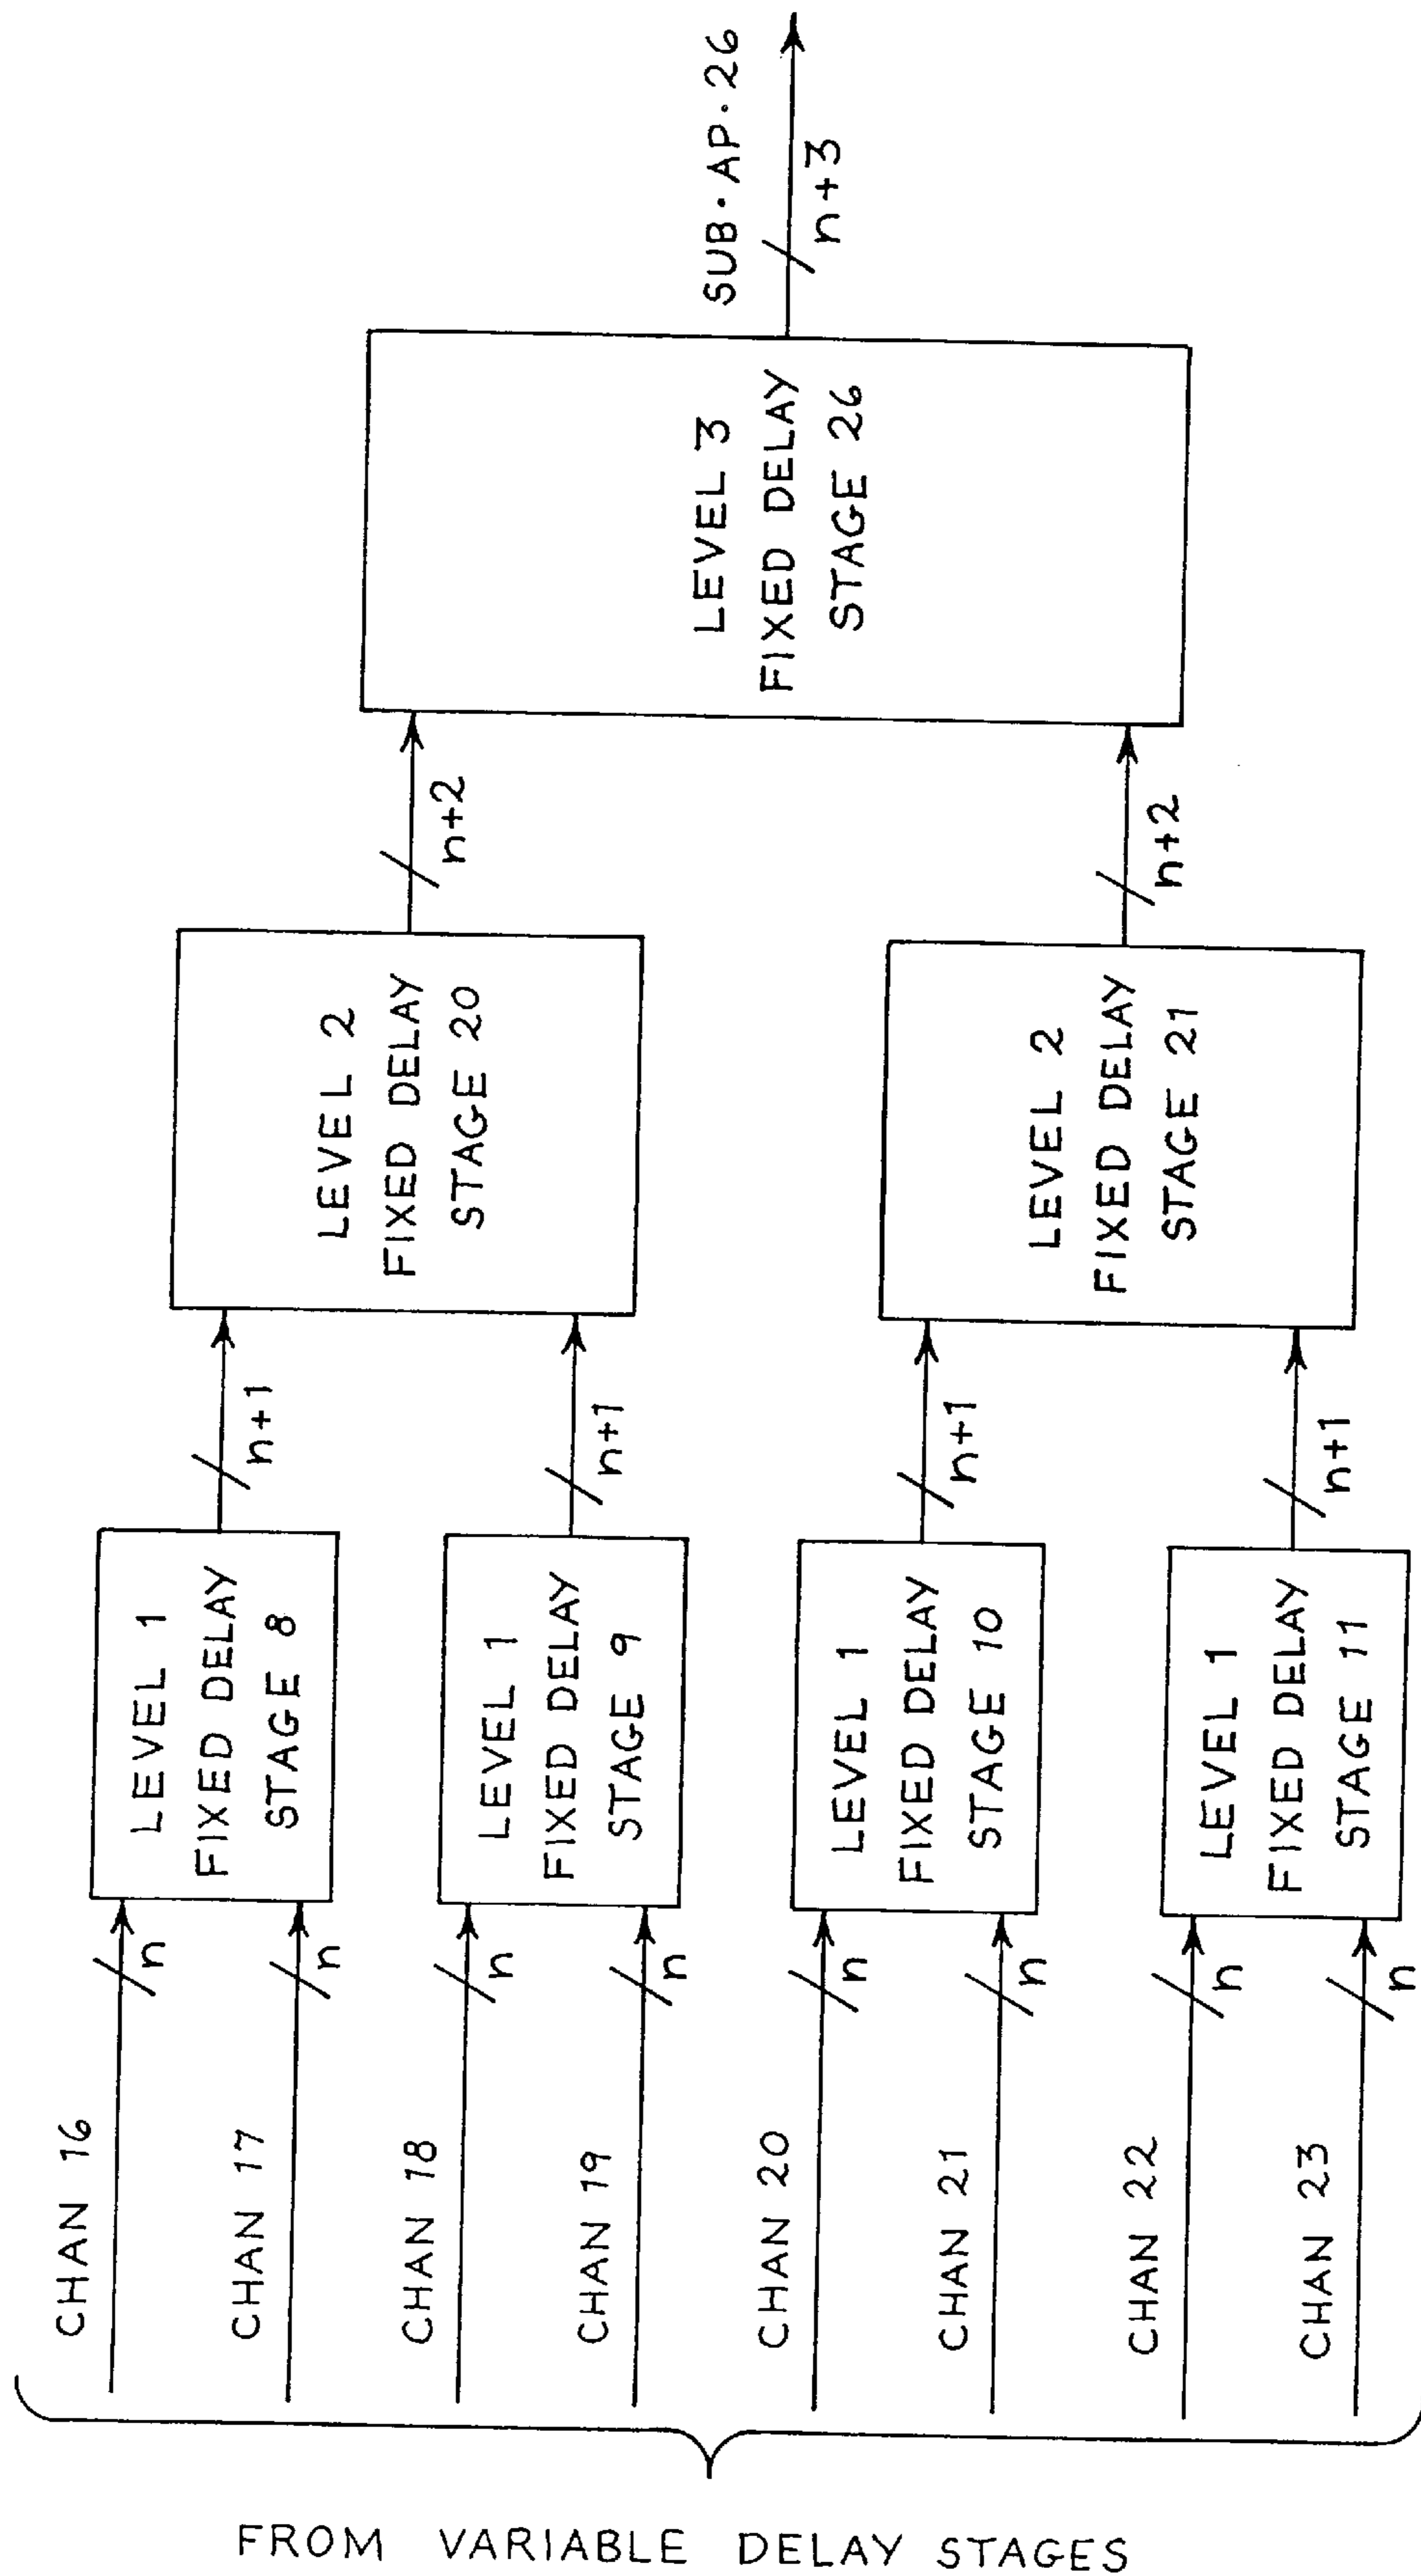 FROM VARIABLE DELAY STAGES
CHAN 16
n
CHAN 17
n
CHAN 18
n
CHAN 19
n
CHAN 20
n
CHAN 21
n
CHAN 22
n
CHAN 23
n
LEVEL 1
FIXED DELAY
STAGE 8
n+1
LEVEL 1
FIXED DELAY
STAGE 9
n+1
LEVEL 1
FIXED DELAY
STAGE 10
n+1
LEVEL 1
FIXED DELAY
STAGE 11
n+1
LEVEL 2
FIXED DELAY
STAGE 20
n+2
LEVEL 2
FIXED DELAY
STAGE 21
n+2
LEVEL 3
FIXED DELAY
STAGE 26
SUB·AP·26
n+3